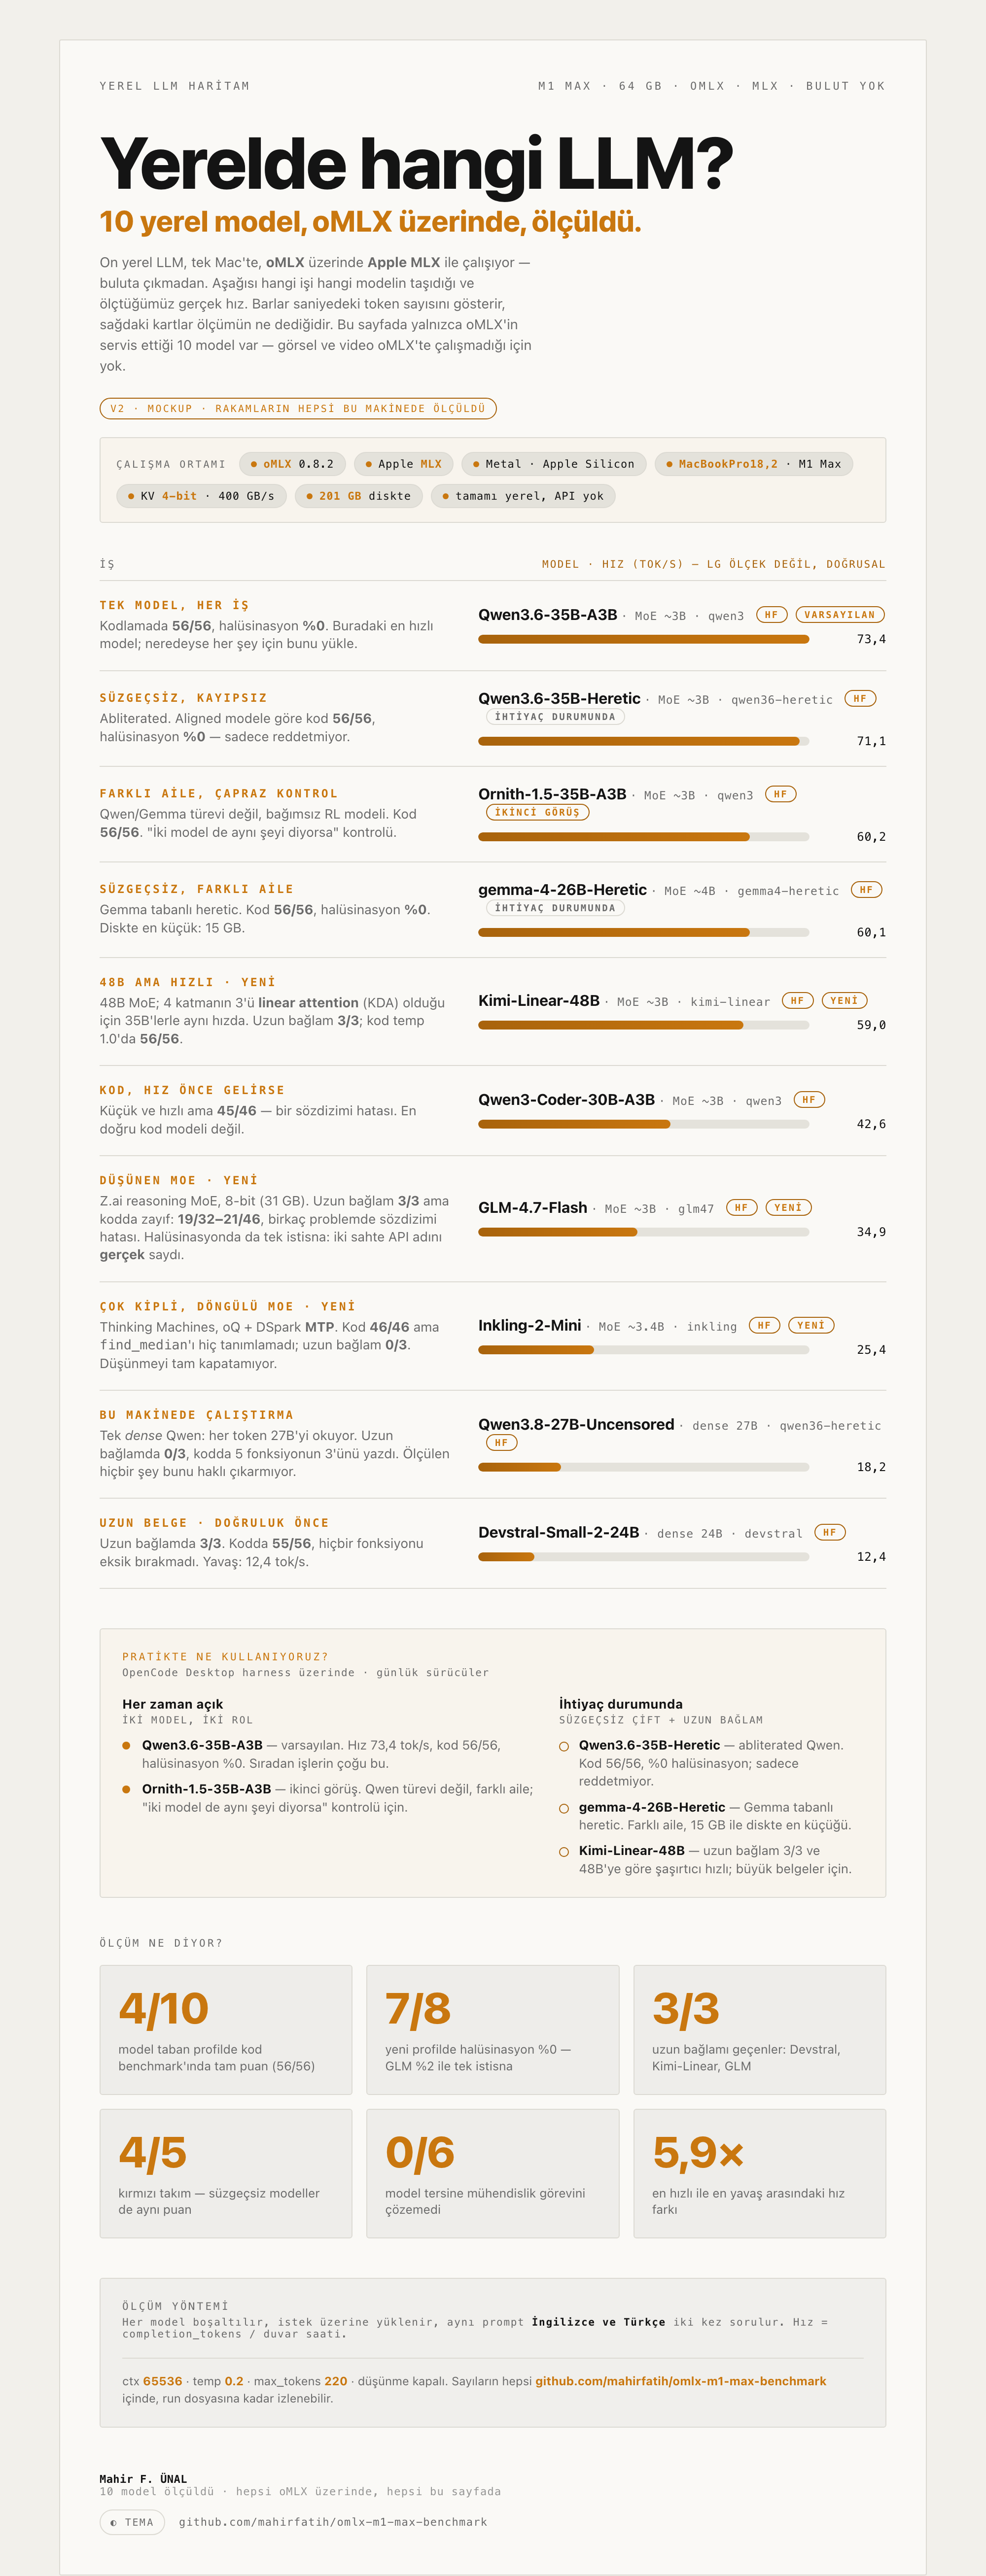 YEREL LLM HARİTAM
M1 MAX · 64 GB · OMLX · MLX · BULUT YOK
Yerelde hangi LLM?
10 yerel model, oMLX üzerinde, ölçüldü.
On yerel LLM, tek Mac'te, oMLX üzerinde Apple MLX ile çalışıyor —
buluta çıkmadan. Aşağısı hangi işi hangi modelin taşıdığı ve
ölçtüğümüz gerçek hız. Barlar saniyedeki token sayısını gösterir,
sağdaki kartlar ölçümün ne dediğidir. Bu sayfada yalnızca oMLX'in
servis ettiği 10 model var — görsel ve video oMLX'te çalışmadığı için
yok.
V2 · MOCKUP · RAKAMLARIN HEPSİ BU MAKİNEDE ÖLÇÜLDÜ
ÇALIŞMA ORTAMI
oMLX 0.8.2
Apple MLX
Metal · Apple Silicon
MacBookPro18,2 · M1 Max
KV 4-bit · 400 GB/s
201 GB diskte
tamamı yerel, API yok
İŞ
MODEL · HIZ (TOK/S) — LG ÖLÇEK DEĞİL, DOĞRUSAL
TEK MODEL, HER İŞ
Kodlamada 56/56, halüsinasyon %0. Buradaki en hızlı
model; neredeyse her şey için bunu yükle.
Qwen3.6-35B-A3B · MoE ~3B · qwen3 HF VARSAYILAN
73,4
SÜZGEÇSİZ, KAYIPSIZ
Abliterated. Aligned modele göre kod 56/56,
halüsinasyon %0 — sadece reddetmiyor.
Qwen3.6-35B-Heretic · MoE ~3B · qwen36-heretic HF
İHTİYAÇ DURUMUNDA
71,1
FARKLI AİLE, ÇAPRAZ KONTROL
Qwen/Gemma türevi değil, bağımsız RL modeli. Kod
56/56. "İki model de aynı şeyi diyorsa" kontrolü.
Ornith-1.5-35B-A3B · MoE ~3B · qwen3 HF
İKİNCİ GÖRÜŞ
60,2
SÜZGEÇSİZ, FARKLI AİLE
Gemma tabanlı heretic. Kod 56/56, halüsinasyon %0.
Diskte en küçük: 15 GB.
gemma-4-26B-Heretic · MoE ~4B · gemma4-heretic HF
İHTİYAÇ DURUMUNDA
60,1
48B AMA HIZLI · YENİ
48B MoE; 4 katmanın 3'ü linear attention (KDA) olduğu
için 35B'lerle aynı hızda. Uzun bağlam 3/3; kod temp
1.0'da 56/56.
Kimi-Linear-48B · MoE ~3B · kimi-linear HF YENİ
59,0
KOD, HIZ ÖNCE GELİRSE
Küçük ve hızlı ama 45/46 — bir sözdizimi hatası. En
doğru kod modeli değil.
Qwen3-Coder-30B-A3B · MoE ~3B · qwen3 HF
42,6
DÜŞÜNEN MOE · YENİ
Z.ai reasoning MoE, 8-bit (31 GB). Uzun bağlam 3/3 ama
kodda zayıf: 19/32–21/46, birkaç problemde sözdizimi
hatası. Halüsinasyonda da tek istisna: iki sahte API adını
gerçek saydı.
GLM-4.7-Flash · MoE ~3B · glm47 HF YENİ
34,9
ÇOK KİPLİ, DÖNGÜLÜ MOE · YENİ
Thinking Machines, oQ + DSpark MTP. Kod 46/46 ama
find_median'ı hiç tanımlamadı; uzun bağlam 0/3.
Düşünmeyi tam kapatamıyor.
Inkling-2-Mini · MoE ~3.4B · inkling HF YENİ
25,4
BU MAKİNEDE ÇALIŞTIRMA
Tek dense Qwen: her token 27B'yi okuyor. Uzun
bağlamda 0/3, kodda 5 fonksiyonun 3'ünü yazdı. Ölçülen
hiçbir şey bunu haklı çıkarmıyor.
Qwen3.8-27B-Uncensored · dense 27B · qwen36-heretic
HF
18,2
UZUN BELGE · DOĞRULUK ÖNCE
Uzun bağlamda 3/3. Kodda 55/56, hiçbir fonksiyonu
eksik bırakmadı. Yavaş: 12,4 tok/s.
Devstral-Small-2-24B · dense 24B · devstral HF
12,4
PRATİKTE NE KULLANIYORUZ?
OpenCode Desktop harness üzerinde · günlük sürücüler
Her zaman açık
İKİ MODEL, İKİ ROL
Qwen3.6-35B-A3B — varsayılan. Hız 73,4 tok/s, kod 56/56,
halüsinasyon %0. Sıradan işlerin çoğu bu.
Ornith-1.5-35B-A3B — ikinci görüş. Qwen türevi değil, farklı aile;
"iki model de aynı şeyi diyorsa" kontrolü için.
İhtiyaç durumunda
SÜZGEÇSİZ ÇİFT + UZUN BAĞLAM
Qwen3.6-35B-Heretic — abliterated Qwen.
Kod 56/56, %0 halüsinasyon; sadece
reddetmiyor.
gemma-4-26B-Heretic — Gemma tabanlı
heretic. Farklı aile, 15 GB ile diskte en küçüğü.
Kimi-Linear-48B — uzun bağlam 3/3 ve
48B'ye göre şaşırtıcı hızlı; büyük belgeler için.
ÖLÇÜM NE DİYOR?
4/10
model taban profilde kod
benchmark'ında tam puan (56/56)
7/8
yeni profilde halüsinasyon %0 —
GLM %2 ile tek istisna
3/3
uzun bağlamı geçenler: Devstral,
Kimi-Linear, GLM
4/5
kırmızı takım — süzgeçsiz modeller
de aynı puan
0/6
model tersine mühendislik görevini
çözemedi
5,9×
en hızlı ile en yavaş arasındaki hız
farkı
ÖLÇÜM YÖNTEMİ
Her model boşaltılır, istek üzerine yüklenir, aynı prompt İngilizce ve Türkçe iki kez sorulur. Hız =
completion_tokens / duvar saati.
ctx 65536 · temp 0.2 · max_tokens 220 · düşünme kapalı. Sayıların hepsi github.com/mahirfatih/omlx-m1-max-benchmark
içinde, run dosyasına kadar izlenebilir.
Mahir F. ÜNAL
10 model ölçüldü · hepsi oMLX üzerinde, hepsi bu sayfada
◐ TEMA
github.com/mahirfatih/omlx-m1-max-benchmark